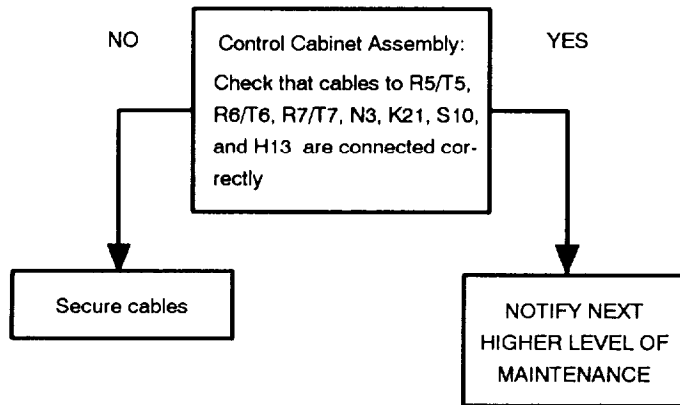 NO
Control Cabinet Assembly:
YES
Check that cables to R5/T5,
R6/T6, R7/T7, N3, K21, S10,
and H13 are connected cor-
rectly
Secure cables
NOTIFY NEXT
HIGHER LEVEL OF
MAINTENANCE